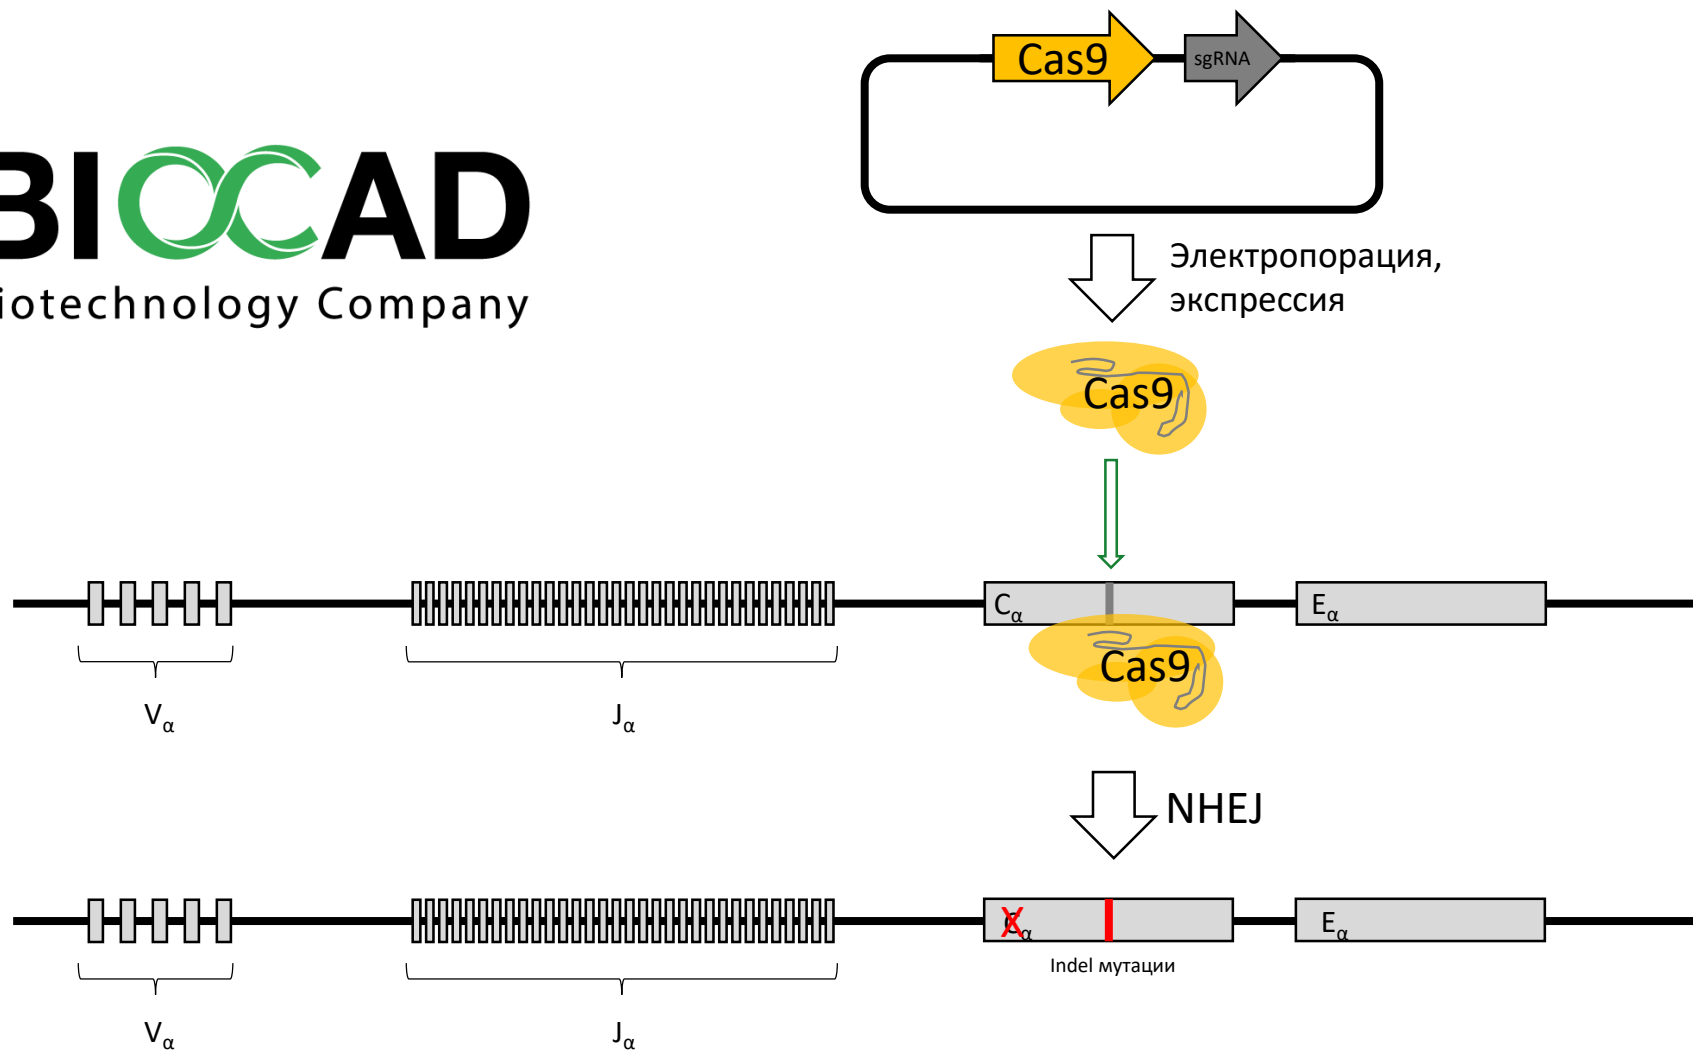 Cas9
sgRNA
BIOCAD
iotechnology Company
Электропорация,
экспрессия
Cas9
Cα
Eα
Cas9
Vα
Jα
NHEJ
Cα
Eα
Indel мутации
Vα
Jα